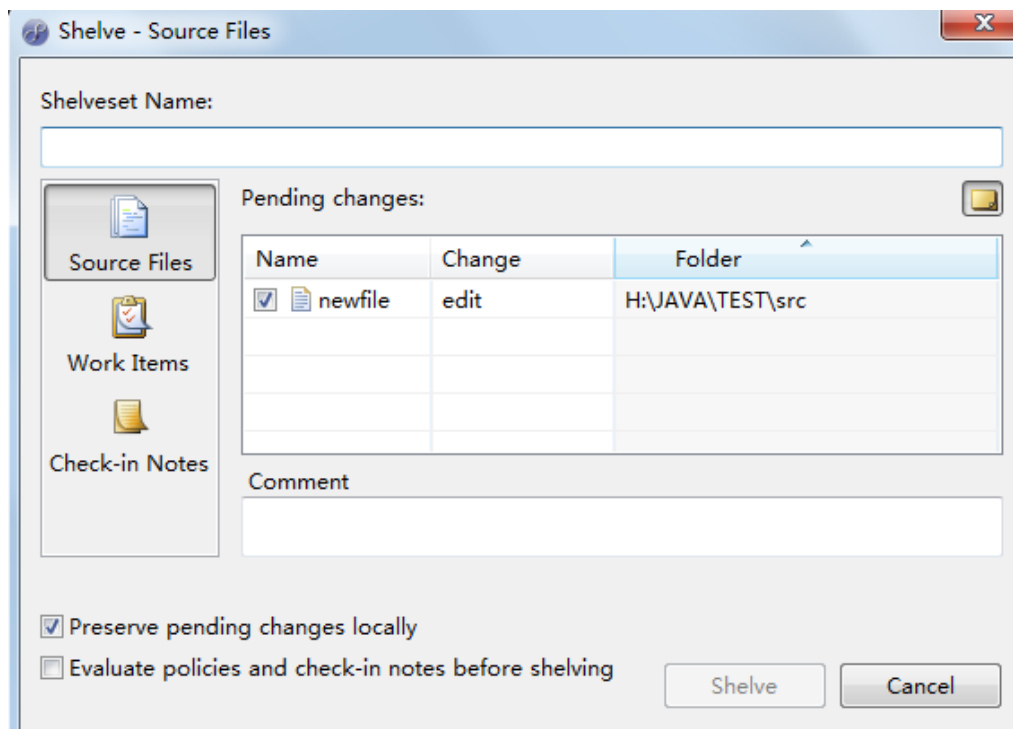 Shelve - Source Files
Shelveset Name:
Source Files
Work Items
Check-in Notes
Pending changes:
Name Change Folder
newfile edit H:\JAVA\TEST\src
Comment
Preserve pending changes locally
Evaluate policies and check-in notes before shelving
Shelve Cancel